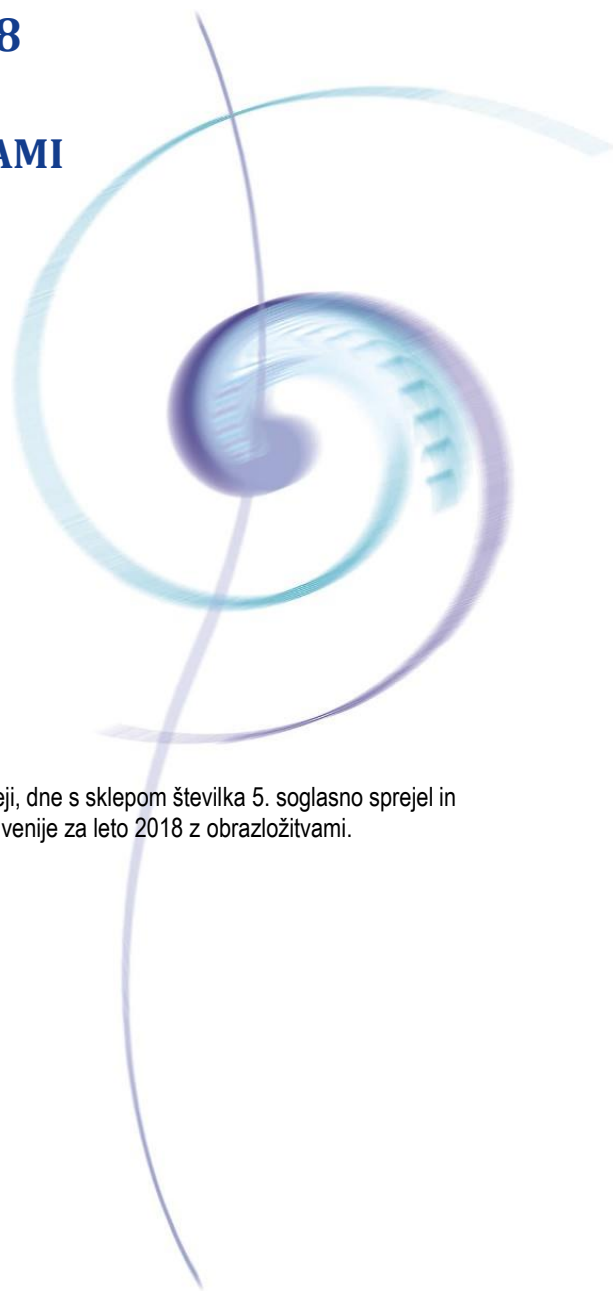 8
AMI
eji, dne s sklepom številka 5. soglasno sprejel in
venije za leto 2018 z obrazložitvami.